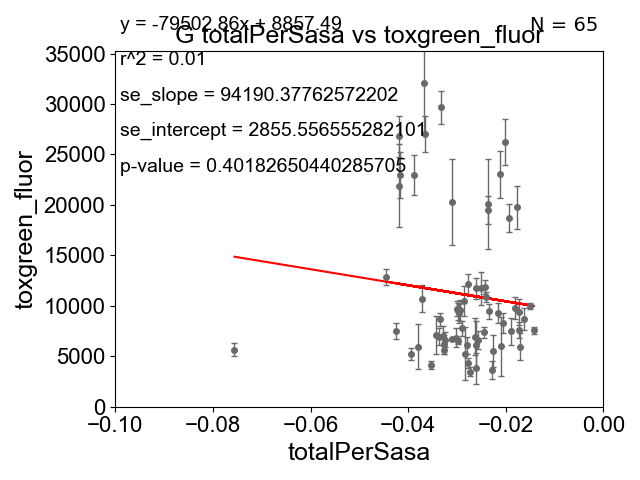 y = -79502.86x + 8857.49
N = 65
G totalPerSasa vs toxgreen_fluor
r^2 = 0.01
se_slope = 94190.37762572202
se_intercept = 2855.556555282101
p-value = 0.40182650440285705
toxgreen_fluor
35000
30000
25000
20000
15000
10000
5000
0
−0.10
−0.08
−0.06
−0.04
−0.02
0.00
totalPerSasa